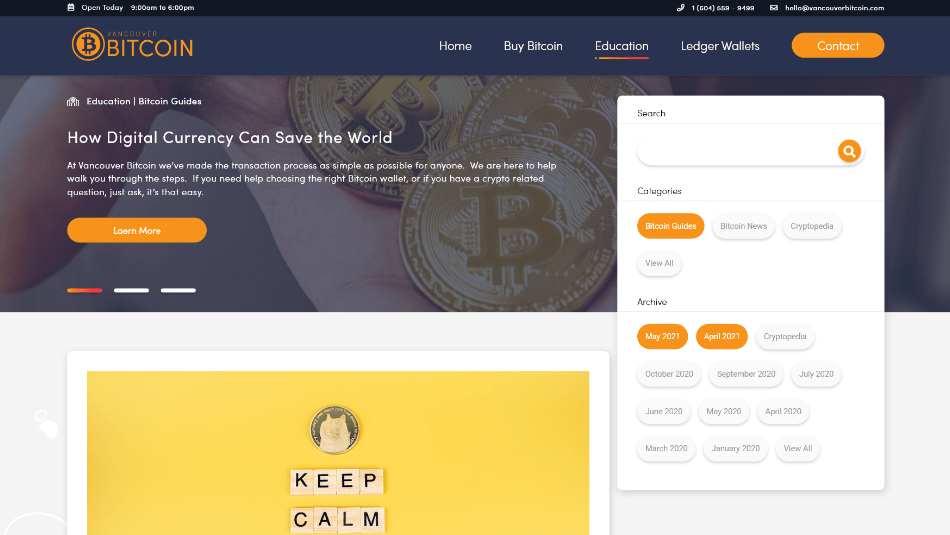 Open Today 9:00am to 6:00pm
1 (604) 559 - 9499 hello@vancouverbitcoin.com
VANCOUVER
BITCOIN
Home Buy Bitcoin Education Ledger Wallets Contact
Education | Bitcoin Guides
How Digital Currency Can Save the World
At Vancouver Bitcoin we've made the transaction process as simple as possible for anyone. We are here to help
walk you through the steps. If you need help choosing the right Bitcoin wallet, or if you have a crypto related
question, just ask, it's that easy.
Laern More
Search
Categories
Bitcoin Guides Bitcoin News Cryptopedia
View All
Archive
May 2021 April 2021 Cryptopedia
October 2020 September 2020 July 2020
June 2020 May 2020 April 2020
March 2020 January 2020 View All
KEEP
CALM